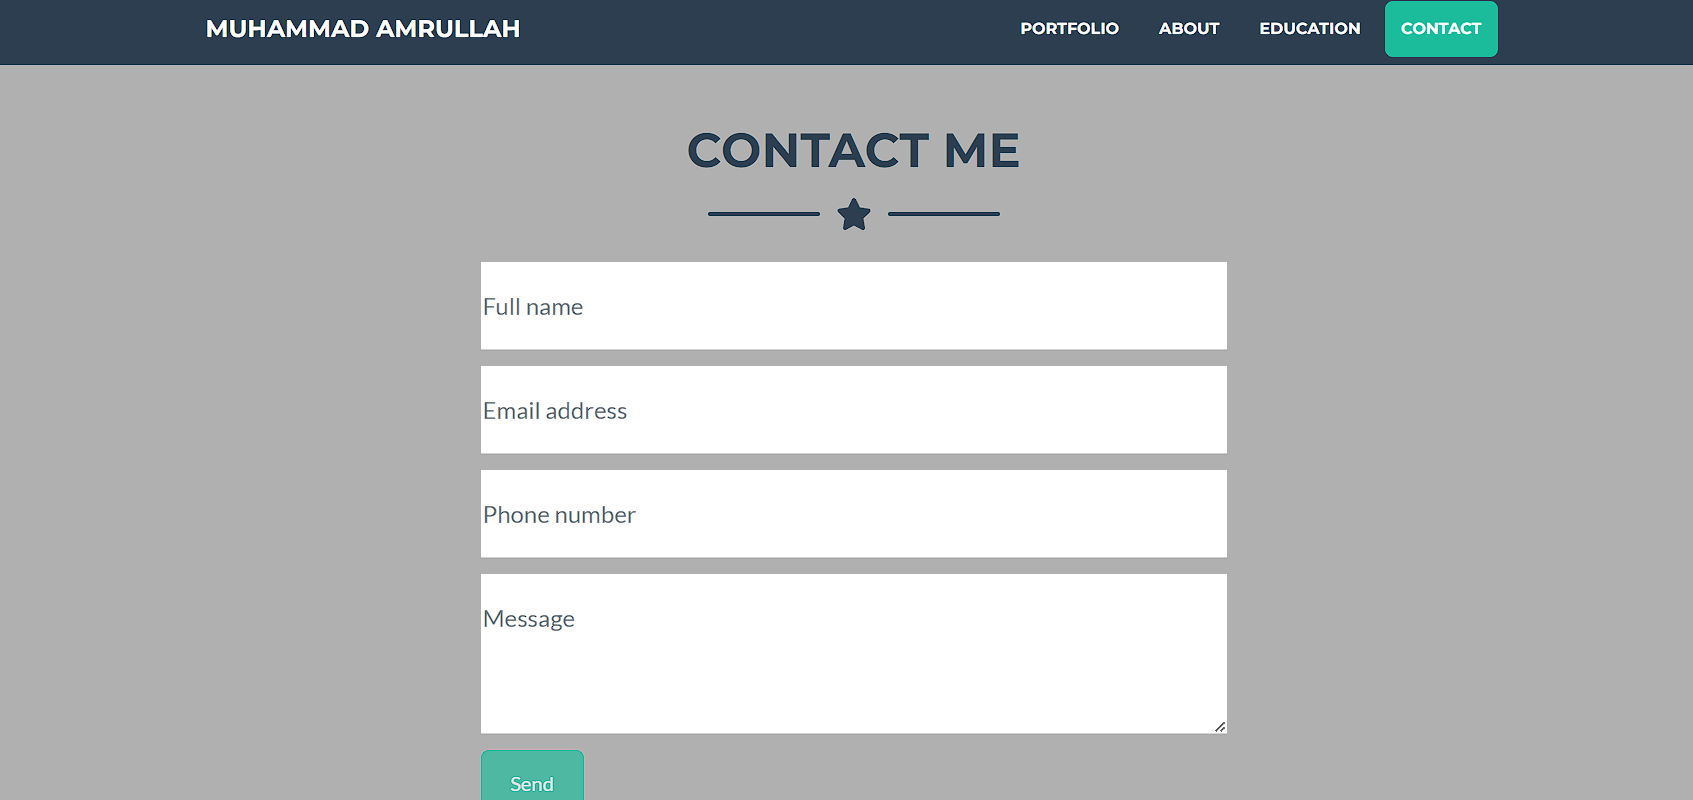 MUHAMMAD AMRULLAH PORTFOLIO ABOUT EDUCATION CONTACT
CONTACT ME
Full name
Email address
Phone number
Message
Send